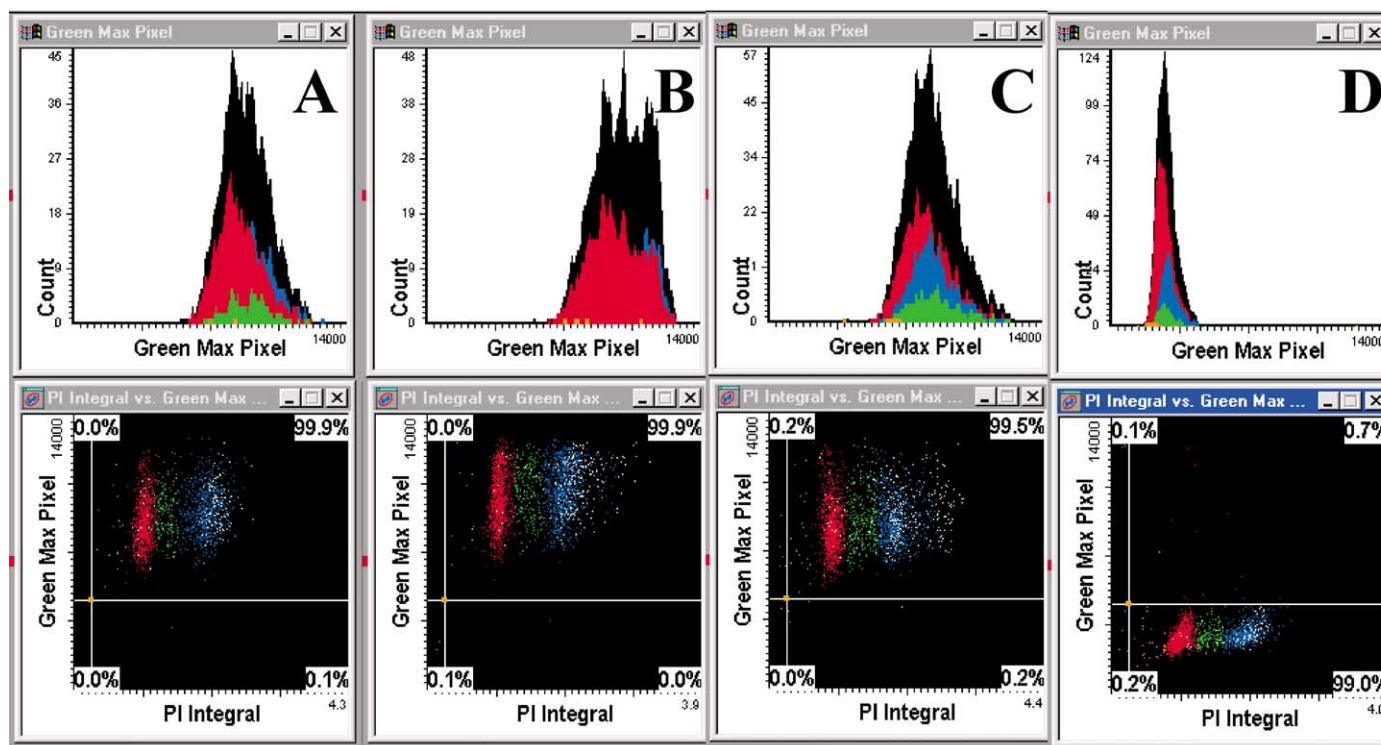 Green Max Pixel
A
45
36
27
18
9
0
Count
14000
Green Max Pixel
Green Max Pixel
B
48
38
28
19
9
0
Count
14000
Green Max Pixel
Green Max Pixel
C
57
45
34
22
0
Count
14000
Green Max Pixel
Green Max Pixel
D
124
99
74
49
0
Count
14000
Green Max Pixel
PI Integral vs. Green Max ...
0.0% 99.9%
14000
Green Max Pixel
0.0% 0.1%
4.3
PI Integral
PI Integral vs. Green Max ...
0.0% 99.9%
14000
Green Max Pixel
0.1% 0.0%
3.9
PI Integral
PI Integral vs. Green Max ...
0.2% 99.5%
14000
Green Max Pixel
0.0% 0.2%
4.4
PI Integral
PI Integral vs. Green Max ...
0.1% 0.7%
14000
Green Max Pixel
0.2% 99.0%
PI Integral